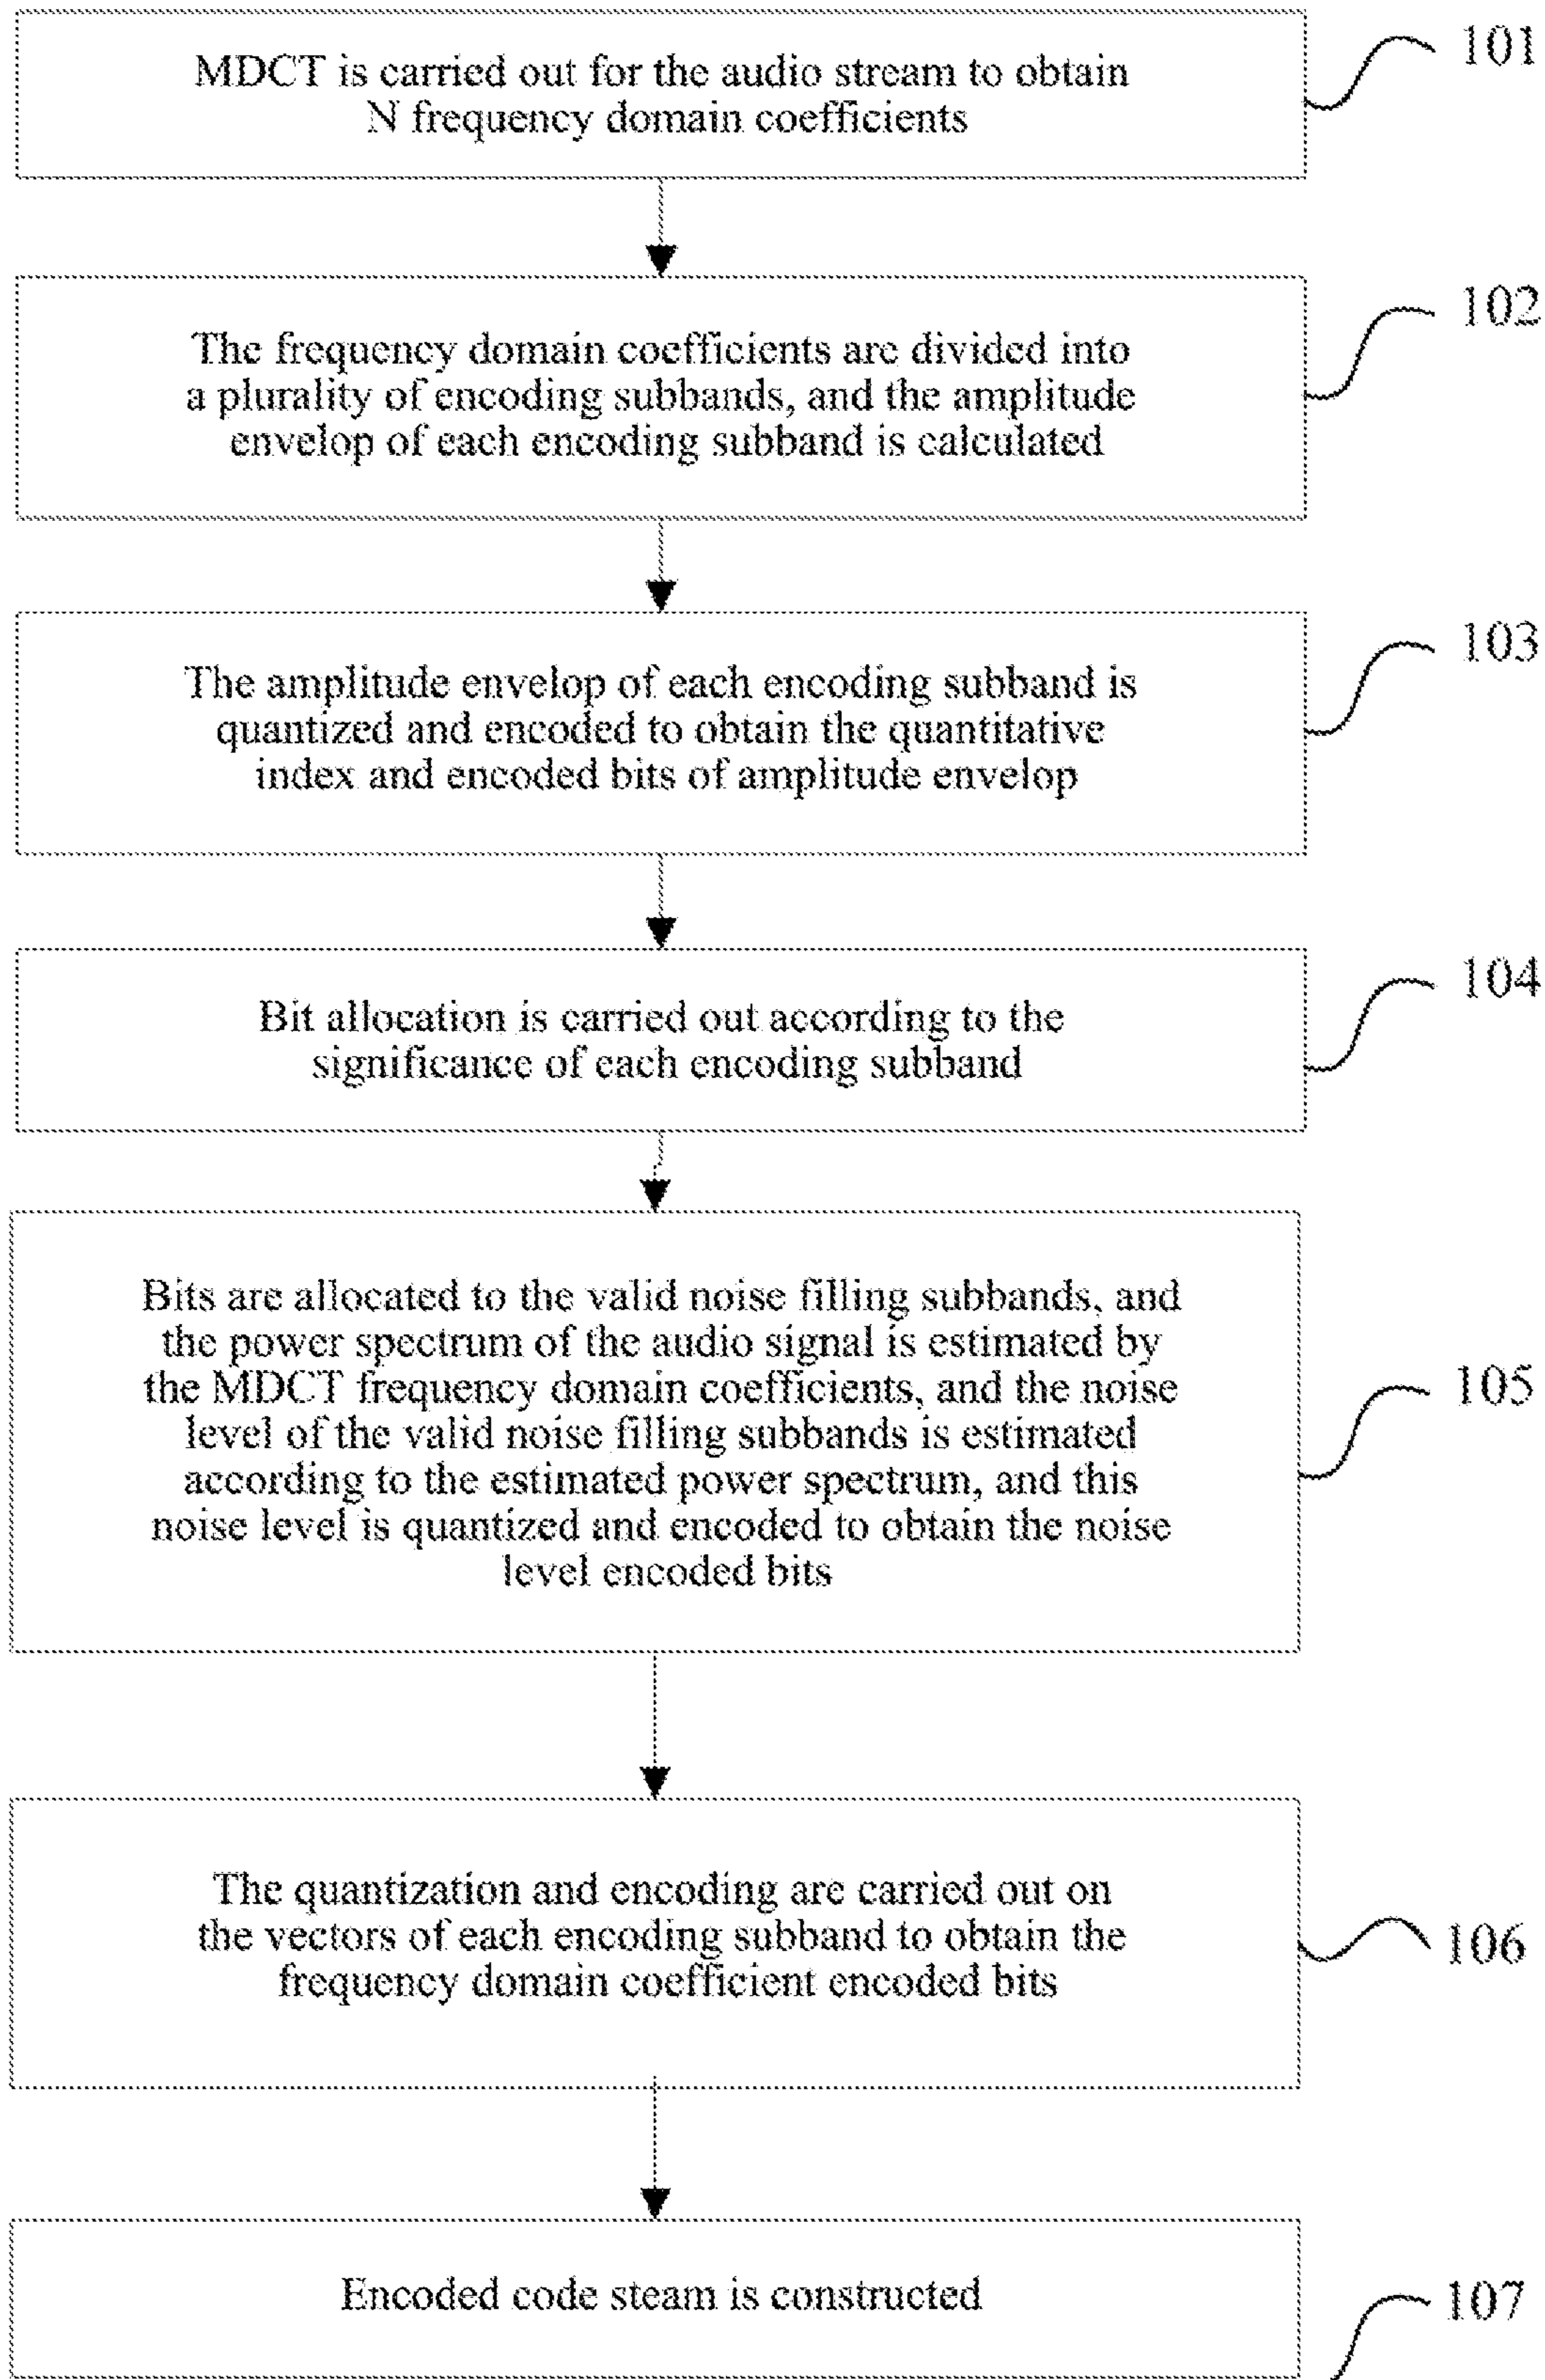 MDCT is carried out for the audio stream to obtain
N frequency domain coefficients
101
The frequency domain coefficients are divided into
a plurality of encoding subbands, and the amplitude
envelop of each encoding subband is calculated
102
The amplitude envelop of each encoding subband is
quantized and encoded to obtain the quantitative
index and encoded bits of amplitude envelop
103
Bit allocation is carried out according to the
significance of each encoding subband
104
Bits are allocated to the valid noise filling subbands, and
the power spectrum of the audio signal is estimated by
the MDCT frequency domain coefficients, and the noise
level of the valid noise filling subbands is estimated
according to the estimated power spectrum, and this
noise level is quantized and encoded to obtain the noise
level encoded bits
105
The quantization and encoding are carried out on
the vectors of each encoding subband to obtain the
frequency domain coefficient encoded bits
106
Encoded code steam is constructed
107